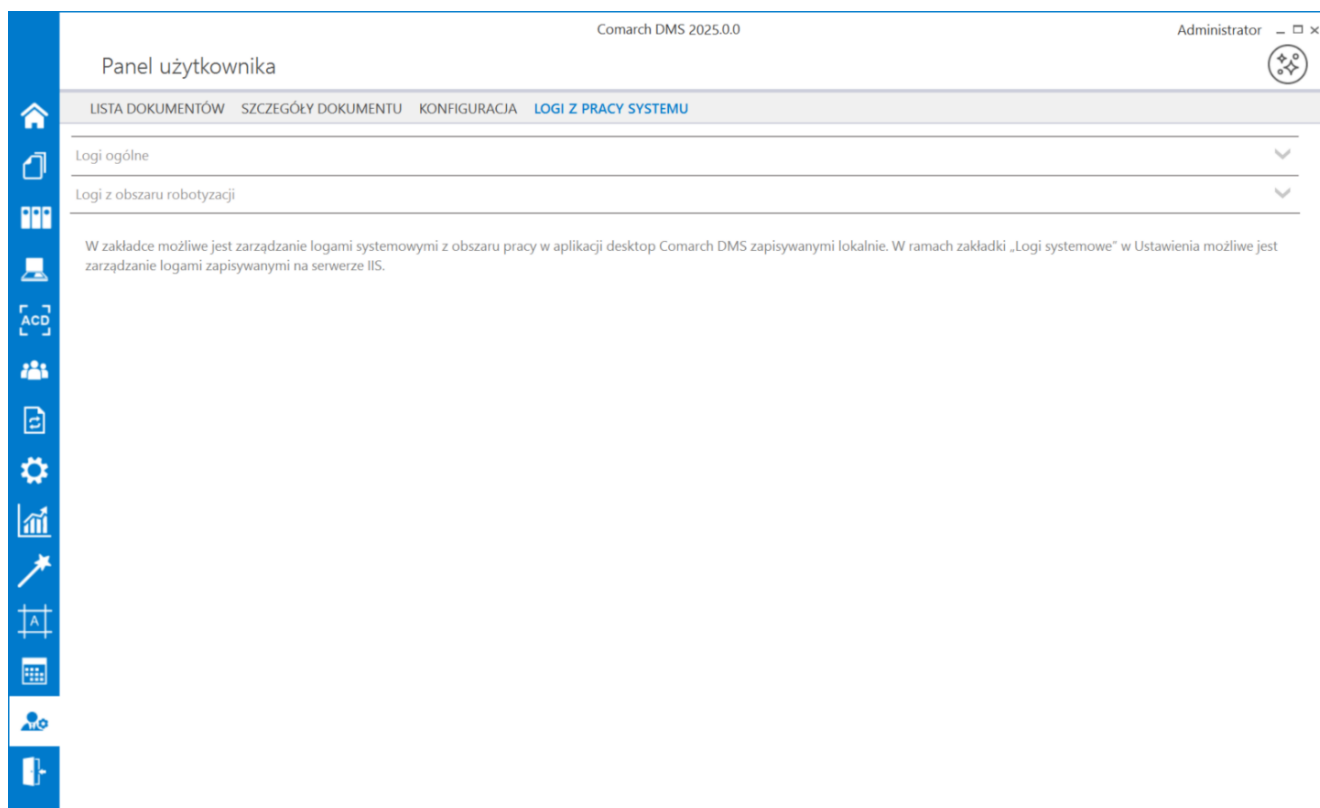 Comarch DMS 2025.0.0
Administrator
Panel użytkownika
LISTA DOKUMENTÓW SZCZEGÓŁY DOKUMENTU KONFIGURACJA LOGI Z PRACY SYSTEMU
Logi ogólne
Logi z obszaru robotyzacji
W zakładce możliwe jest zarządzanie logami systemowymi z obszaru pracy w aplikacji desktop Comarch DMS zapisywanymi lokalnie. W ramach zakładki „Logi systemowe” w Ustawienia możliwe jest
zarządzanie logami zapisywanymi na serwerze IIS.
ACD
A